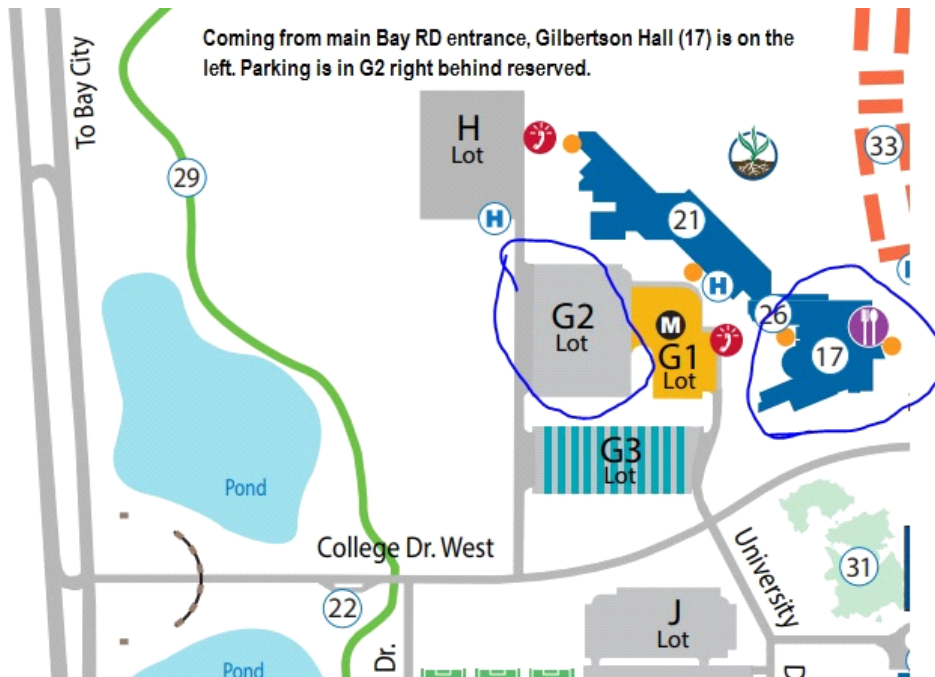 Coming from main Bay RD entrance, Gilbertson Hall (17) is on the
left. Parking is in G2 right behind reserved.
To Bay City
H
Lot
33
29
21
H
H
26
G2
Lot
M
G1
Lot
17
G3
Lot
Pond
College Dr. West
University
31
22
J
Lot
Dr.
Pond
D